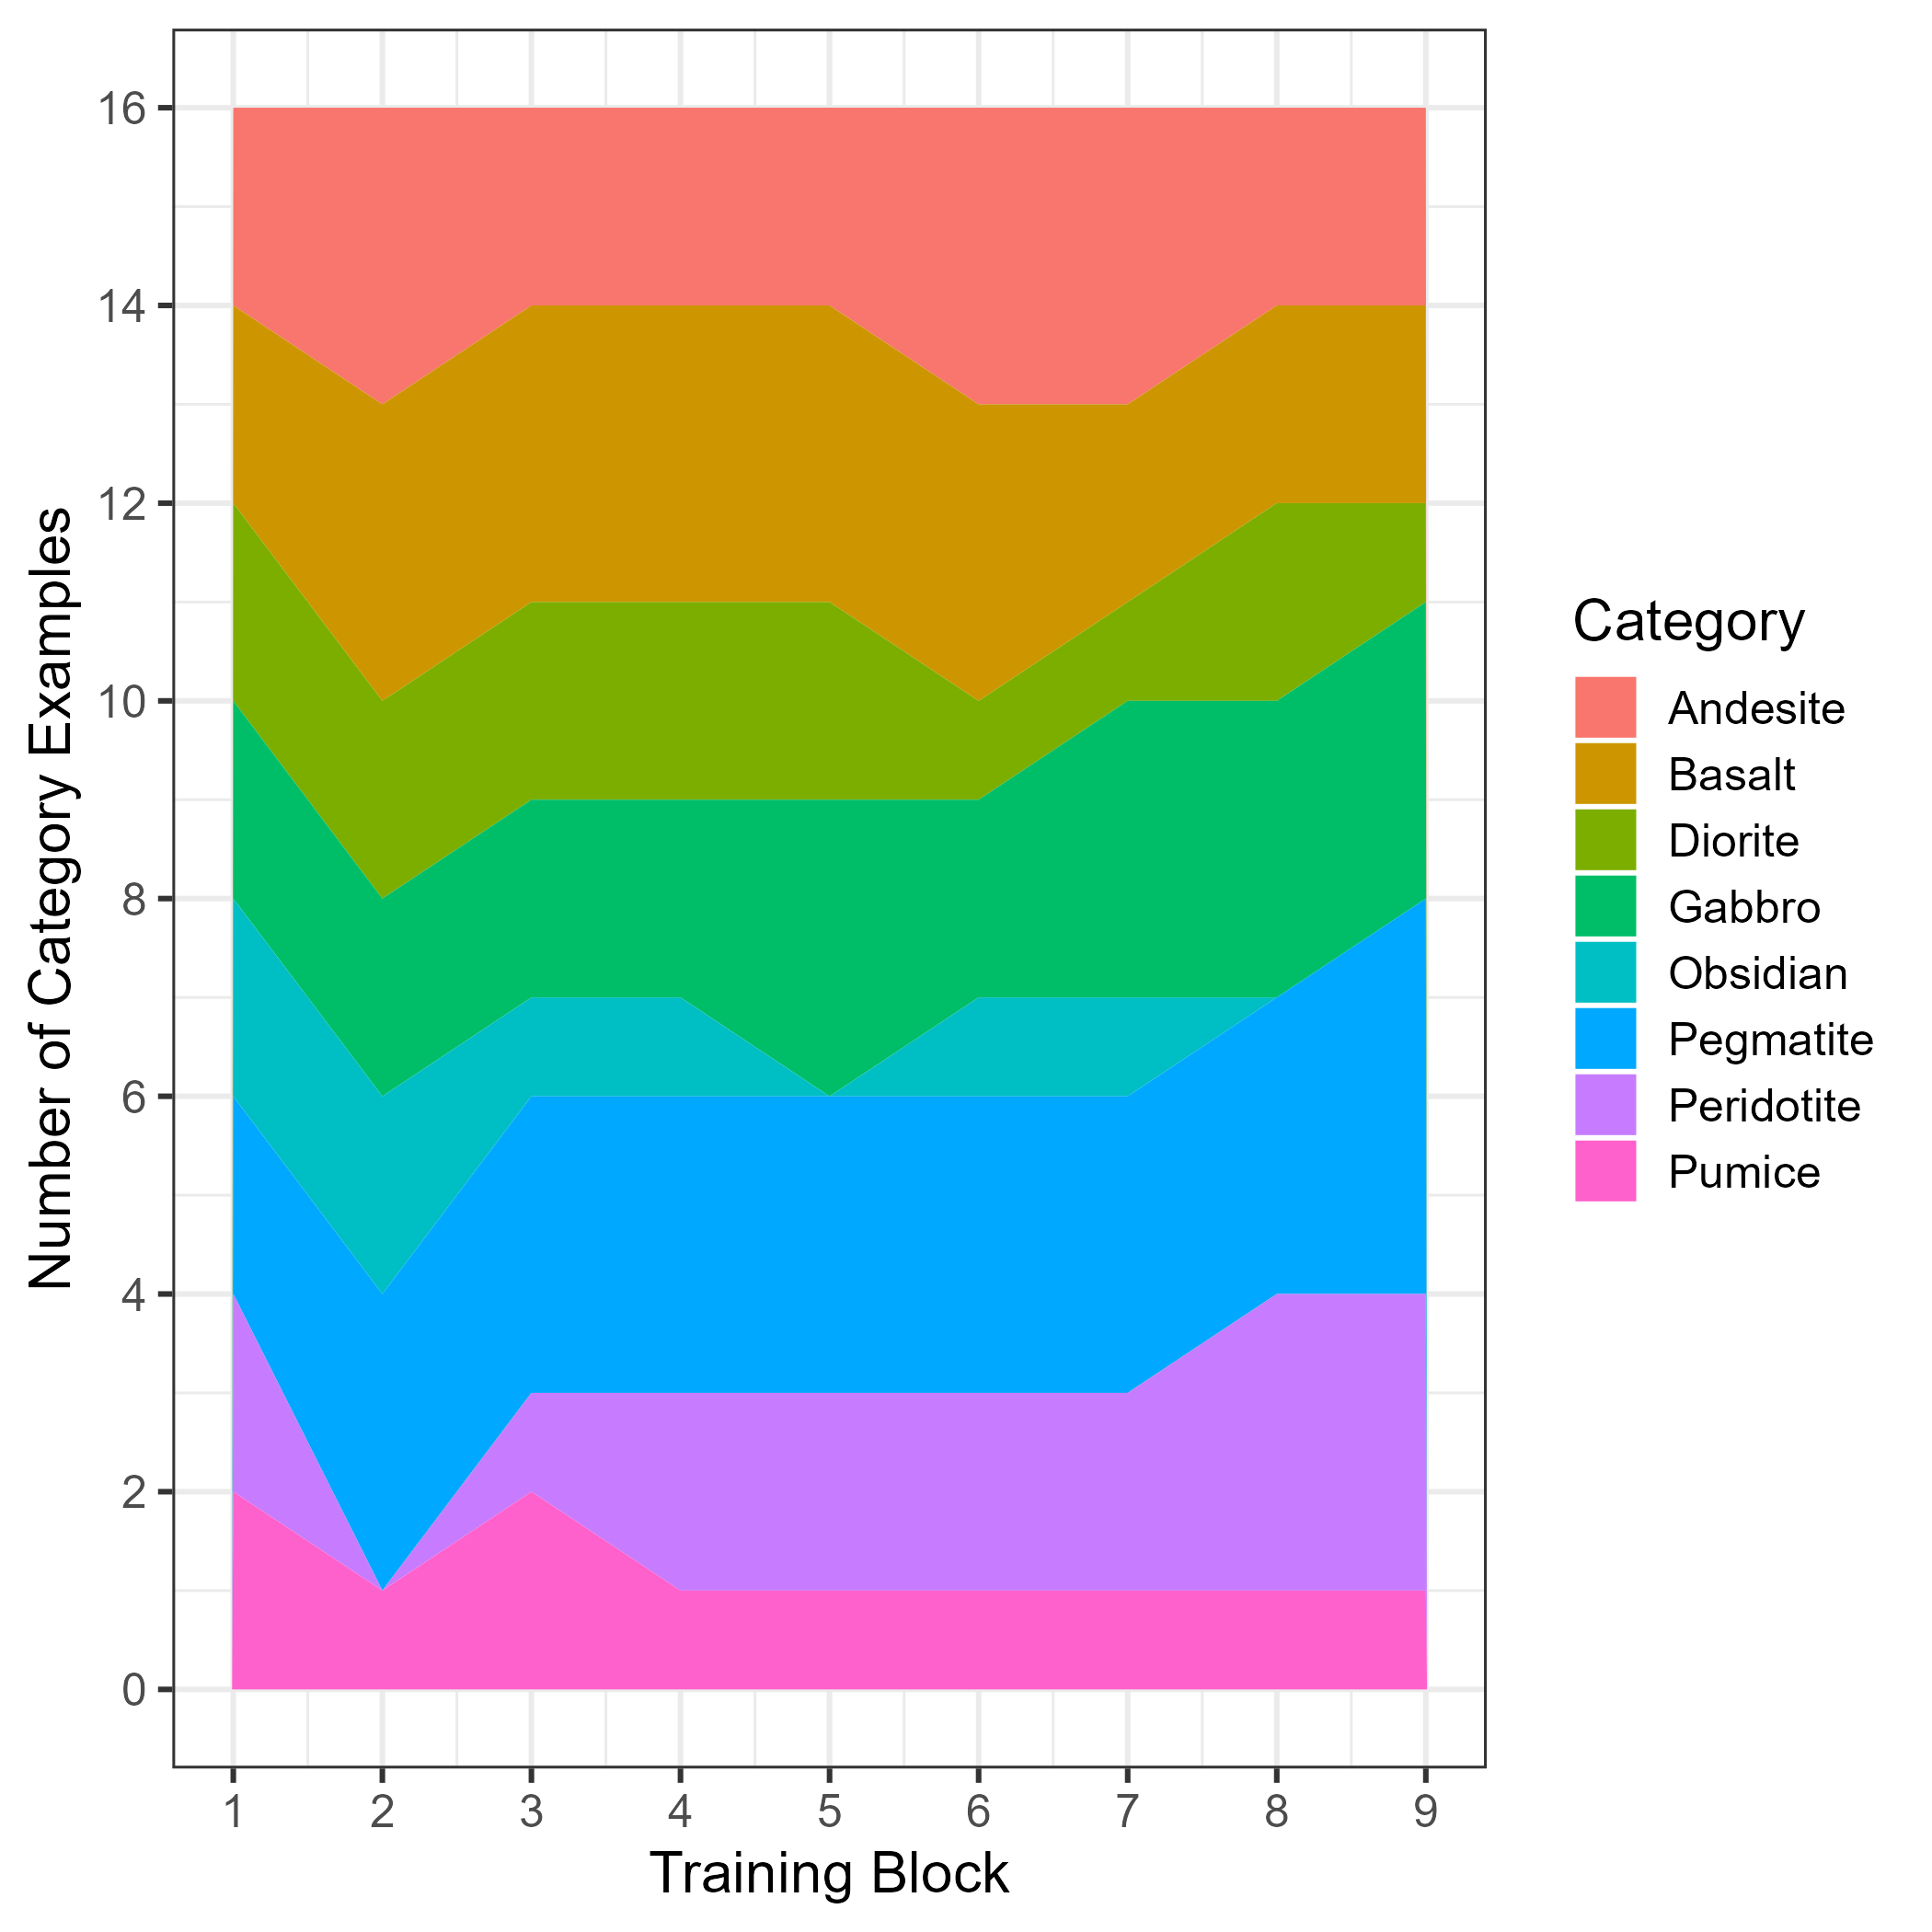 16
14
12
10
8
6
4
2
0
Number of Category Examples
1 2 3 4 5 6 7 8 9
Training Block
Category
Andesite
Basalt
Diorite
Gabbro
Obsidian
Pegmatite
Peridotite
Pumice